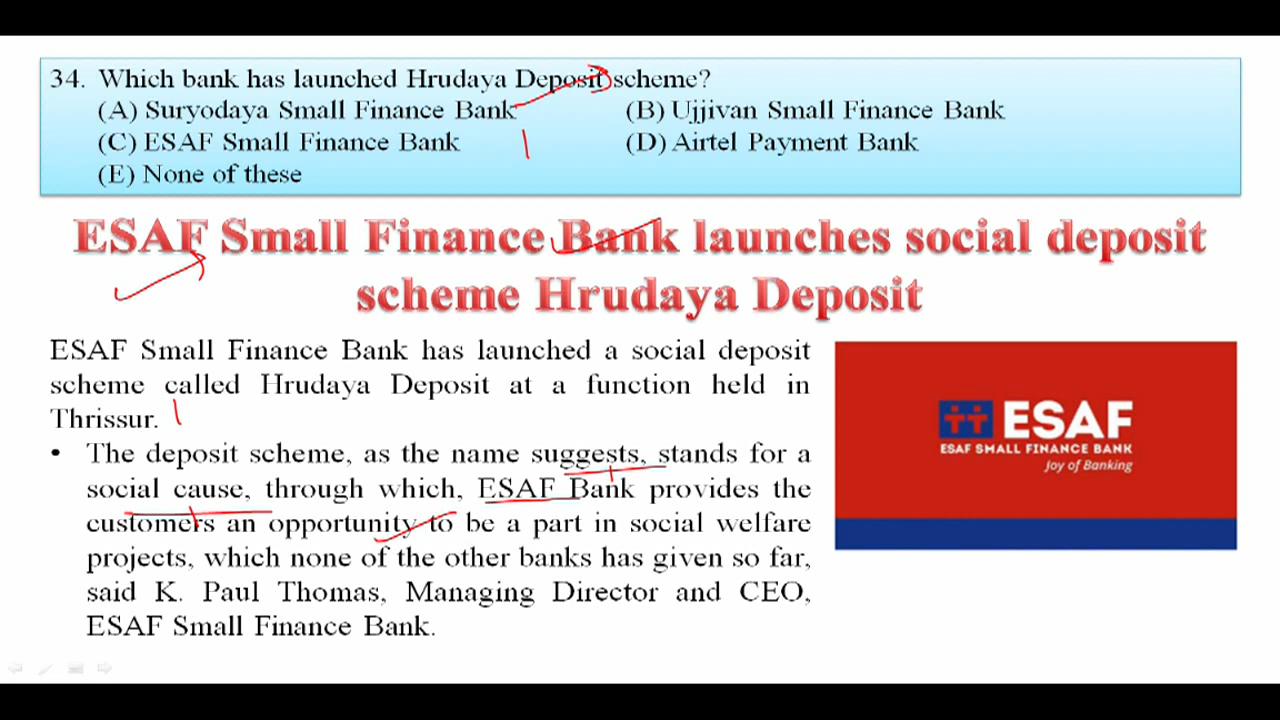 34. Which bank has launched Hrudaya Deposit scheme?
(A) Suryodaya Small Finance Bank (B) Ujjivan Small Finance Bank
(C) ESAF Small Finance Bank (D) Airtel Payment Bank
(E) None of these
ESAF Small Finance Bank launches social deposit
scheme Hrudaya Deposit
ESAF Small Finance Bank has launched a social deposit
scheme called Hrudaya Deposit at a function held in
Thrissur.
• The deposit scheme, as the name suggests, stands for a
social cause, through which, ESAF Bank provides the
customers an opportunity to be a part in social welfare
projects, which none of the other banks has given so far,
said K. Paul Thomas, Managing Director and CEO,
ESAF Small Finance Bank.
ESAF
ESAF SMALL FINANCE BANK
Joy of Banking